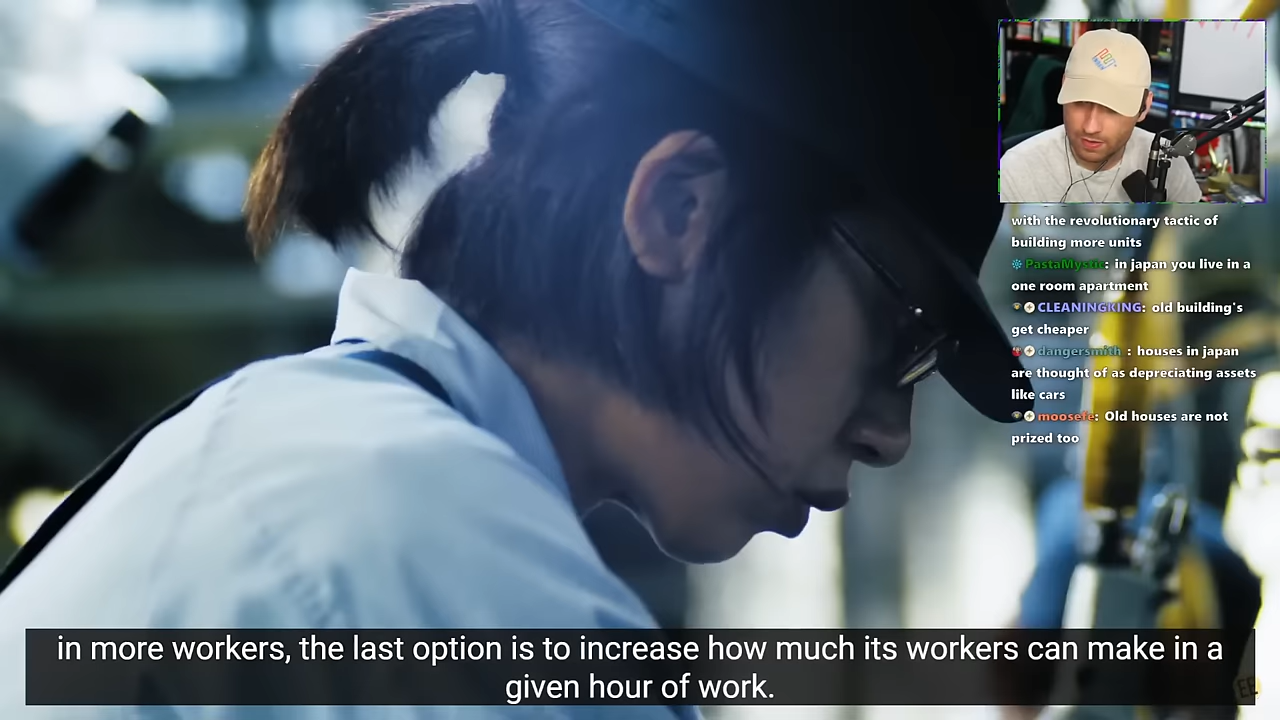 with the revolutionary tactic of
building more units
PastaMystic: in japan you live in a
one room apartment
CLEANINGKING: old building's
get cheaper
dangersmith : houses in japan
are thought of as depreciating assets
like cars
moosefe: Old houses are not
prized too
in more workers, the last option is to increase how much its workers can make in a
given hour of work.
EE